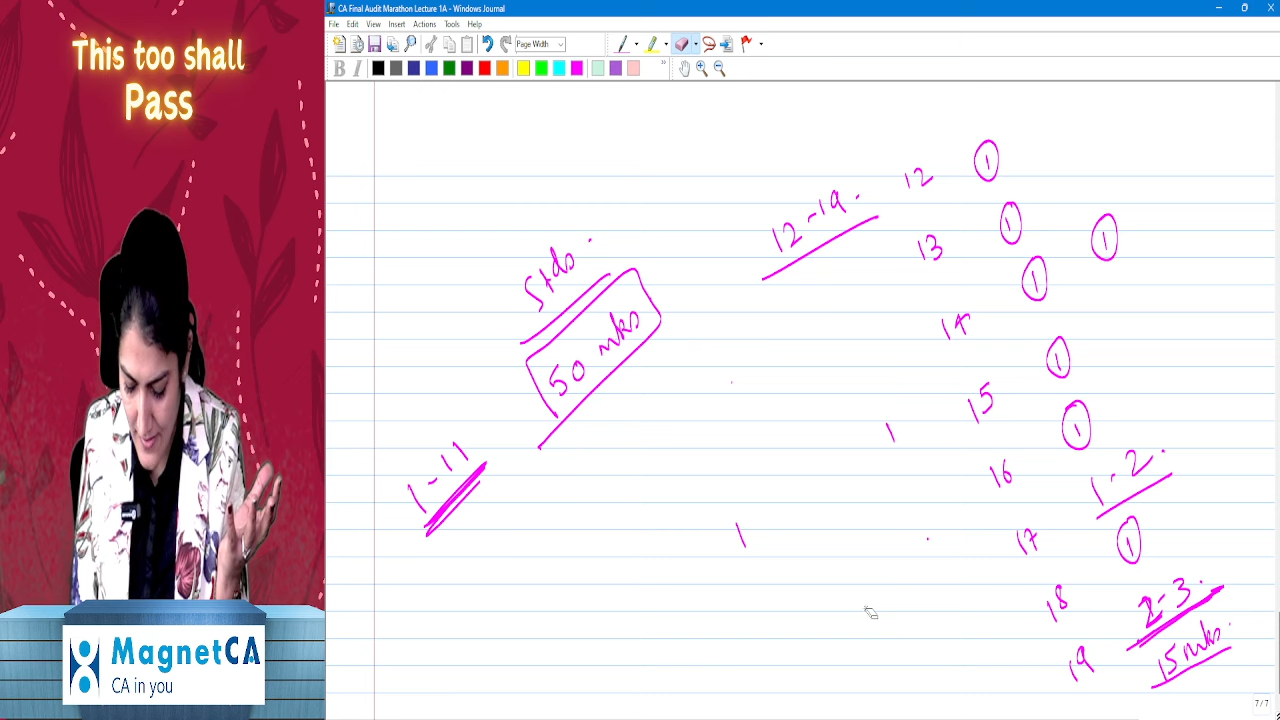 This too shall
Pass
MagnetCA
CA in you
CA Final Audit Marathon Lecture 1A - Windows Journal
File Edit View Insert Actions Tools Help
Page Width
B I
Stds.
50 mks
1-11
12-19.
12 1
13 1 1
1
14
15 1
1 1
16 1-2.
1
17 1
18 2-3.
19 15 mks.
7/7